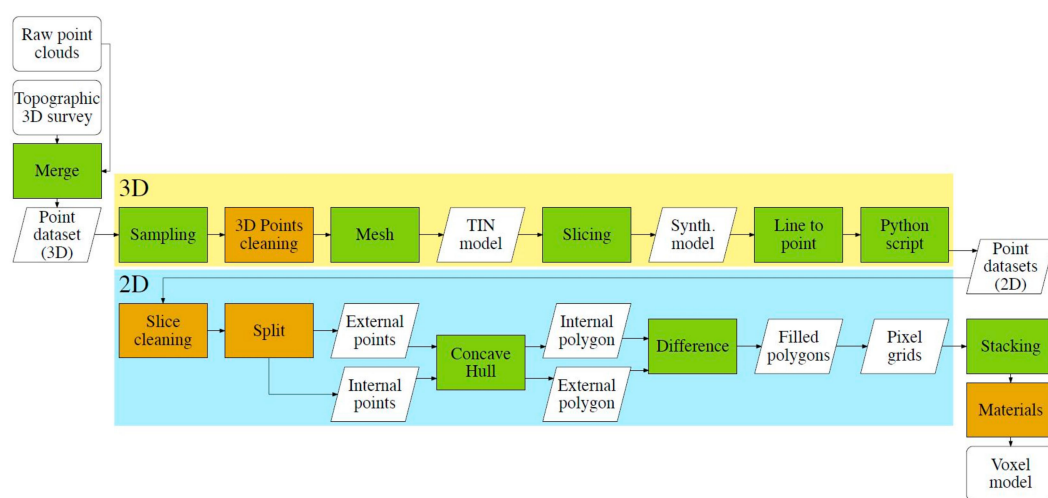 Raw point
clouds
Topographic
3D survey
Merge
Point
dataset
(3D)
3D
Sampling
3D Points
cleaning
Mesh
TIN
model
Slicing
Synth.
model
Line to
point
Python
script
Point
datasets
(2D)
2D
Slice
cleaning
Split
External
points
Internal
points
Concave
Hull
Internal
polygon
External
polygon
Difference
Filled
polygons
Pixel
grids
Stacking
Materials
Voxel
model